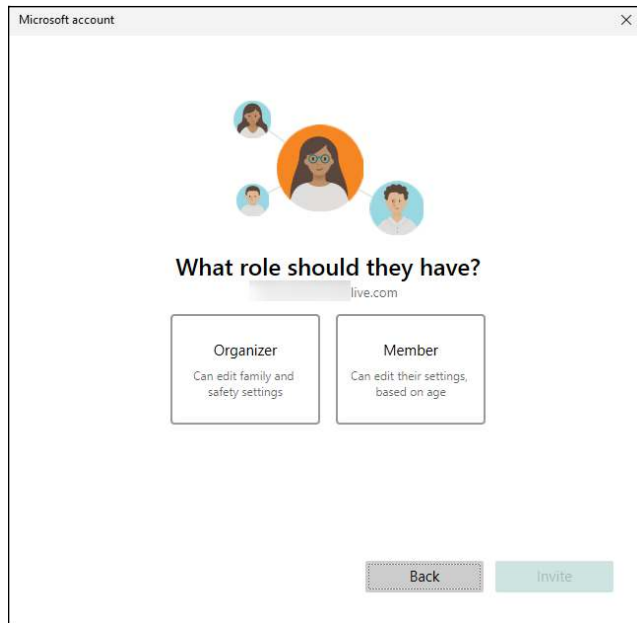 Microsoft account
What role should they have?
live.com
Organizer
Can edit family and
safety settings
Member
Can edit their settings,
based on age
Back
Invite